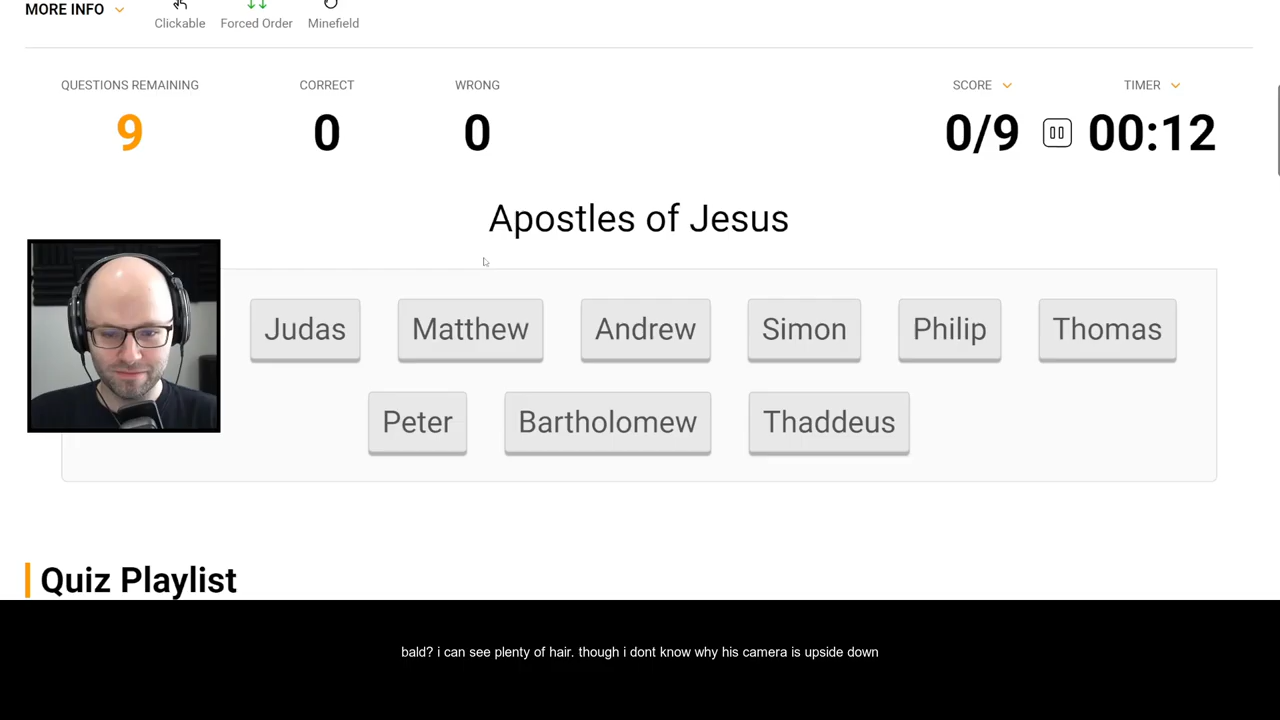 MORE INFO
Clickable
Forced Order
Minefield
QUESTIONS REMAINING
CORRECT
WRONG
SCORE
TIMER
9
0
0
0/9
00:12
Apostles of Jesus
Judas
Matthew
Andrew
Simon
Philip
Thomas
Peter
Bartholomew
Thaddeus
Quiz Playlist
bald? i can see plenty of hair. though i dont know why his camera is upside down